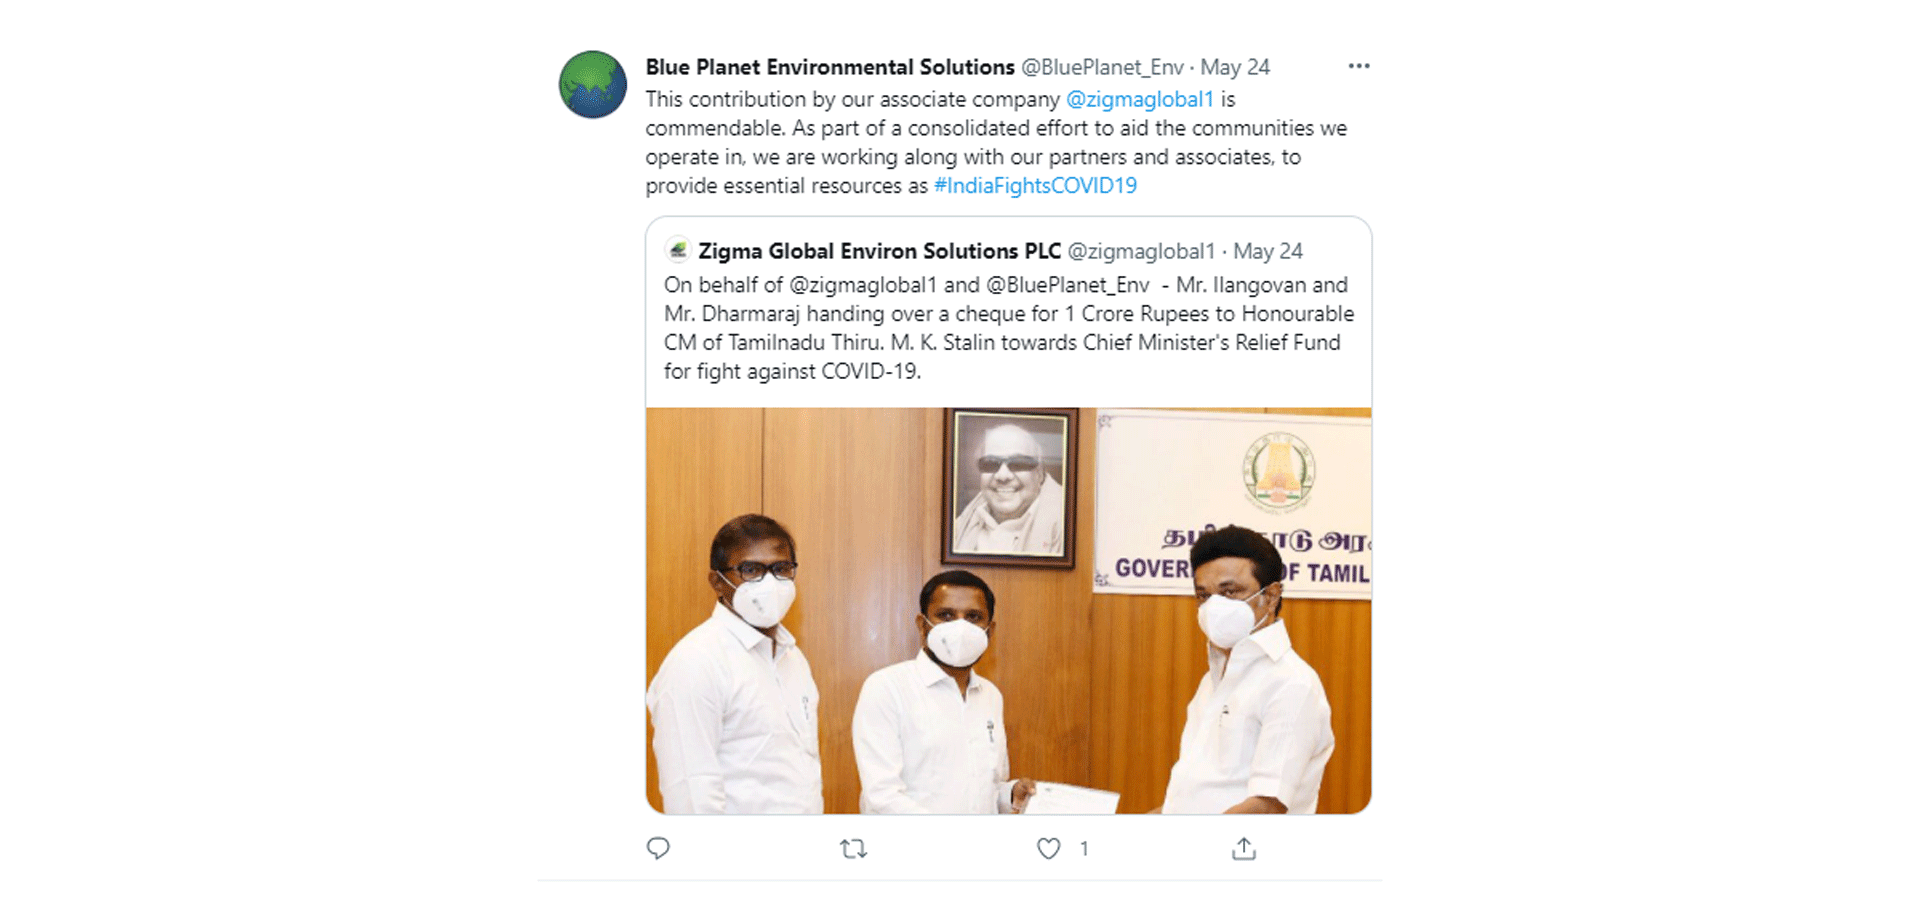 Blue Planet Environmental Solutions @BluePlanet_Env · May 24
This contribution by our associate company @zigmaglobal1 is
commendable. As part of a consolidated effort to aid the communities we
operate in, we are working along with our partners and associates, to
provide essential resources as #IndiaFightsCOVID19
Zigma Global Environ Solutions PLC @zigmaglobal1 · May 24
On behalf of @zigmaglobal1 and @BluePlanet_Env - Mr. Ilangovan and
Mr. Dharmaraj handing over a cheque for 1 Crore Rupees to Honourable
CM of Tamilnadu Thiru. M. K. Stalin towards Chief Minister's Relief Fund
for fight against COVID-19.
GOVER OF TAMIL
1